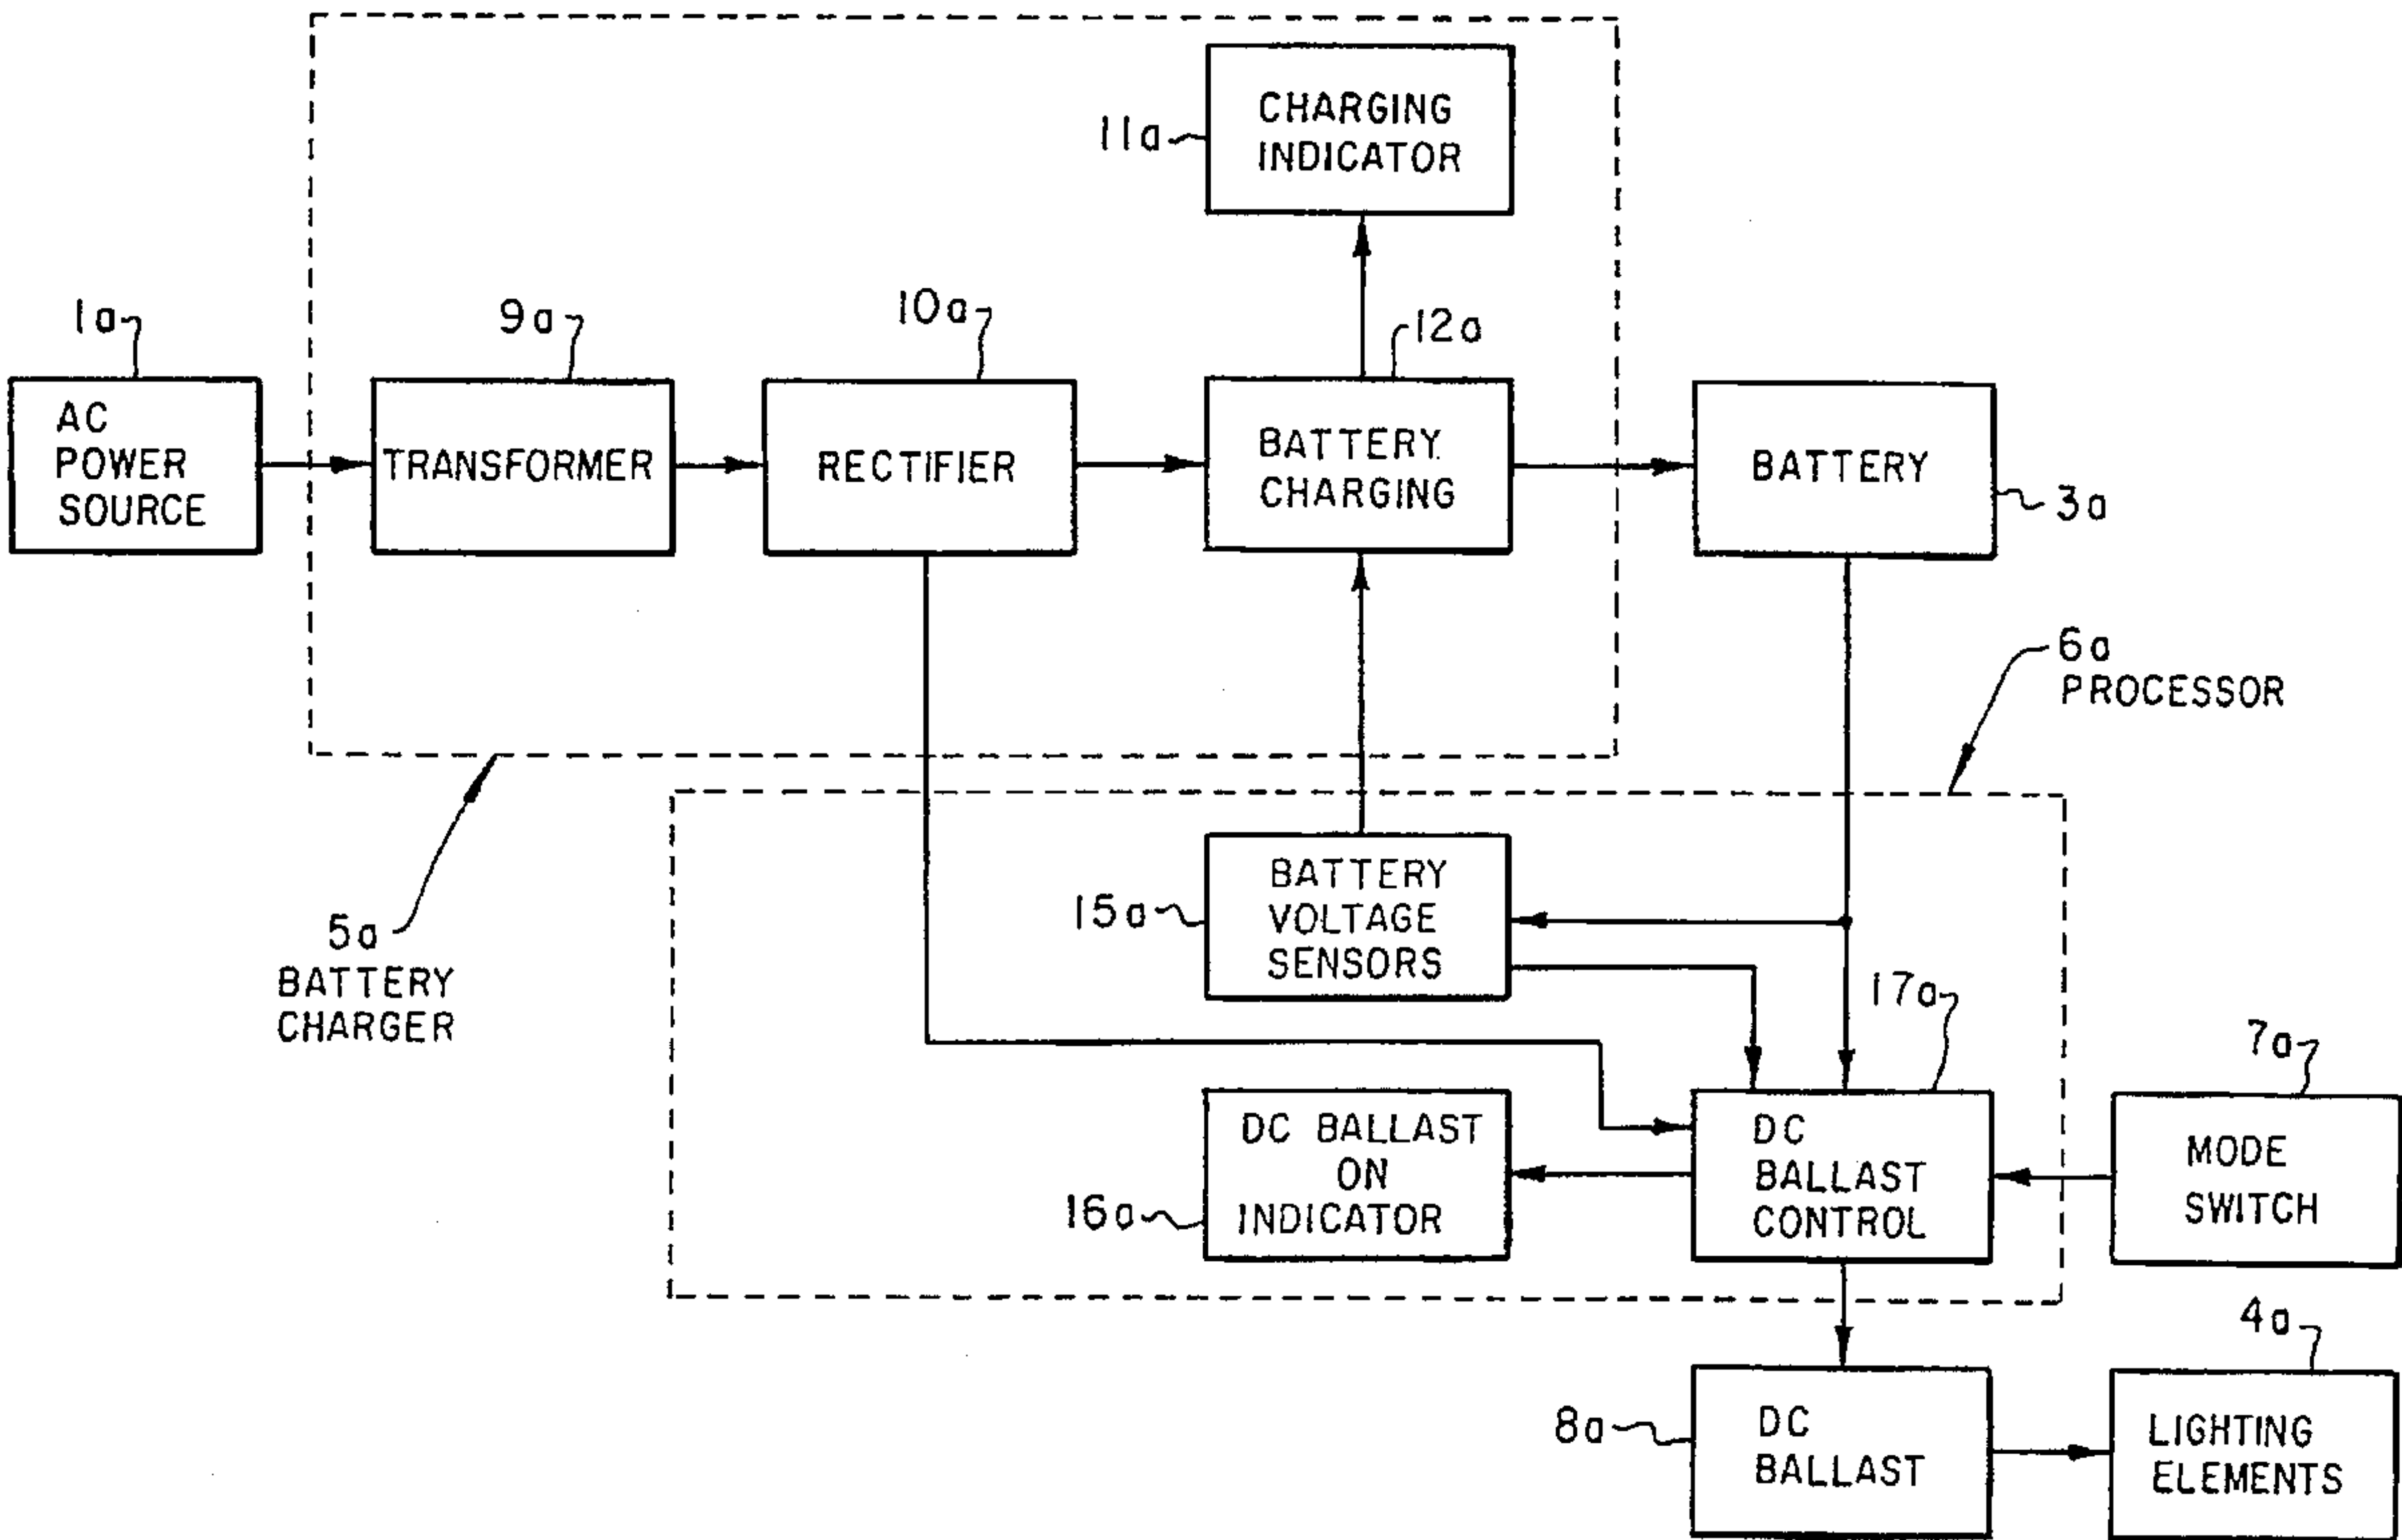 CHARGING
INDICATOR
11a
1a
9a
10a
12a
AC
POWER
SOURCE
TRANSFORMER
RECTIFIER
BATTERY
CHARGING
BATTERY
3a
6a
PROCESSOR
5a
BATTERY
CHARGER
BATTERY
VOLTAGE
SENSORS
15a
17a
7a
DC BALLAST
ON
INDICATOR
16a
DC
BALLAST
CONTROL
MODE
SWITCH
4a
8a
DC
BALLAST
LIGHTING
ELEMENTS